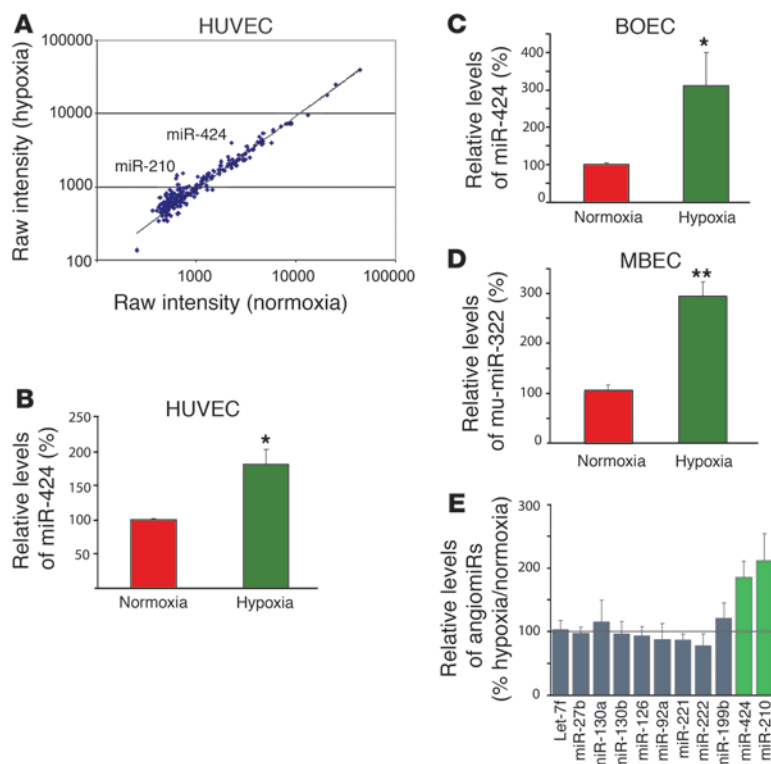 A
HUVEC
Raw intensity (hypoxia)
100000
10000
1000
100
miR-424
miR-210
1000
10000
100000
Raw intensity (normoxia)
B
HUVEC
Relative levels
of miR-424 (%)
250
200
150
100
50
*
Normoxia
Hypoxia
C
BOEC
Relative levels
of miR-424 (%)
400
300
200
100
0
*
Normoxia
Hypoxia
D
MBEC
Relative levels
of mu-miR-322 (%)
300
200
100
0
**
Normoxia
Hypoxia
E
Relative levels
of angiomiRs
(% hypoxia/normoxia)
300
200
100
0
Let-7f
miR-27b
miR-130a
miR-130b
miR-126
miR-92a
miR-221
miR-222
miR-199b
miR-424
miR-210